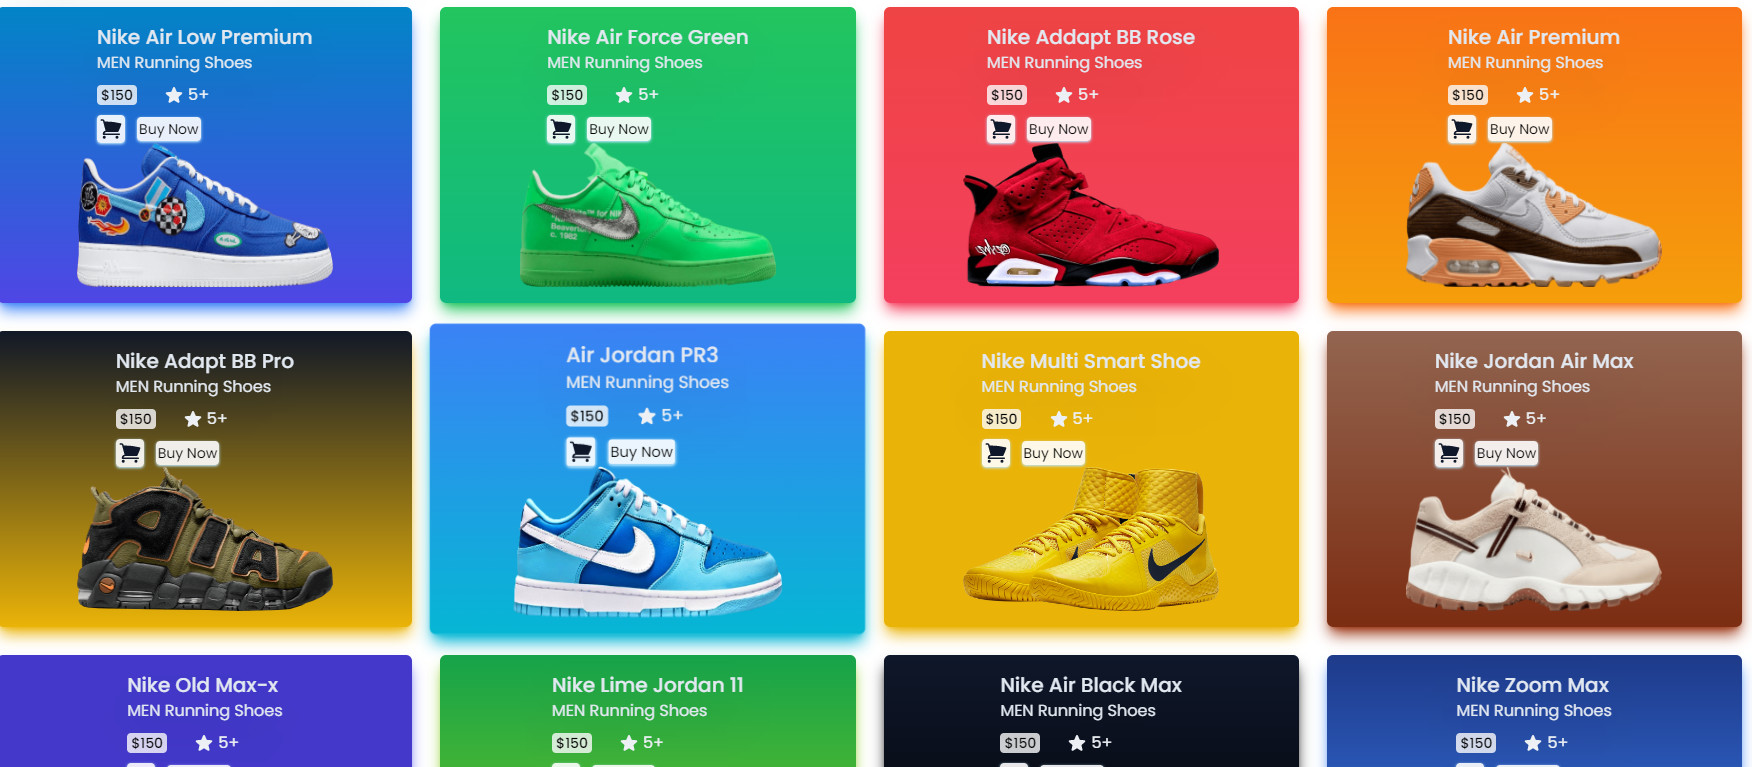 Nike Air Low Premium
MEN Running Shoes
$150 5+
Buy Now
Nike Air Force Green
MEN Running Shoes
$150 5+
Buy Now
Nike Addapt BB Rose
MEN Running Shoes
$150 5+
Buy Now
Nike Air Premium
MEN Running Shoes
$150 5+
Buy Now
Nike Adapt BB Pro
MEN Running Shoes
$150 5+
Buy Now
Air Jordan PR3
MEN Running Shoes
$150 5+
Buy Now
Nike Multi Smart Shoe
MEN Running Shoes
$150 5+
Buy Now
Nike Jordan Air Max
MEN Running Shoes
$150 5+
Buy Now
Nike Old Max-x
MEN Running Shoes
$150 5+
Nike Lime Jordan 11
MEN Running Shoes
$150 5+
Nike Air Black Max
MEN Running Shoes
$150 5+
Nike Zoom Max
MEN Running Shoes
$150 5+